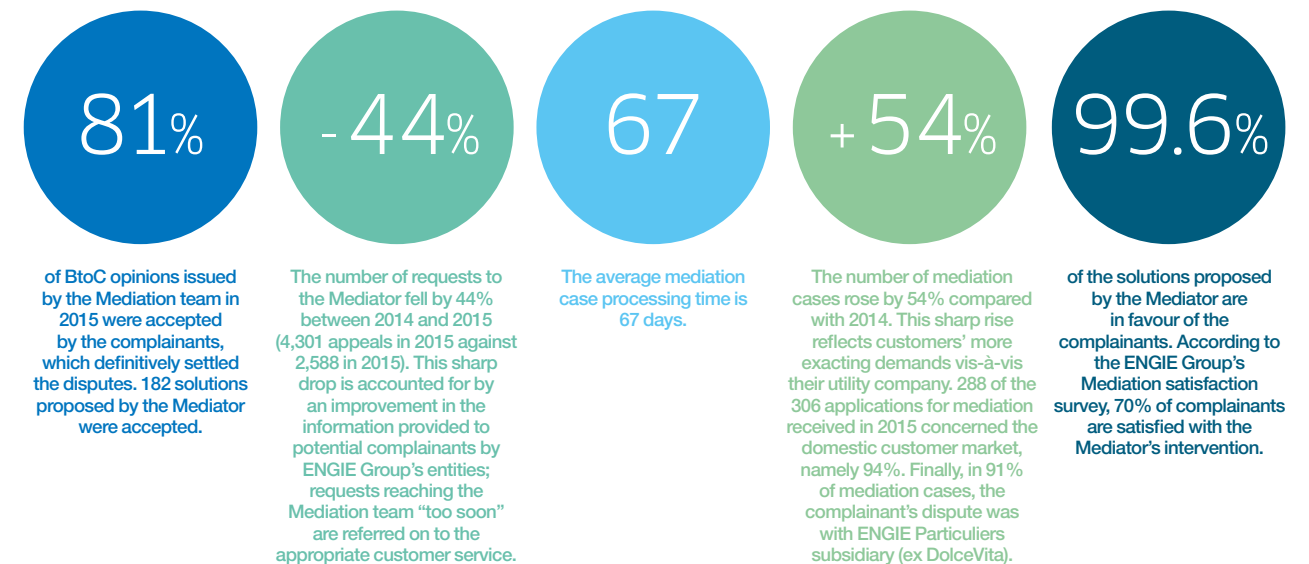 81%
of BtoC opinions issued
by the Mediation team in
2015 were accepted
by the complainants,
which definitively settled
the disputes. 182 solutions
proposed by the Mediator
were accepted.
- 44%
The number of requests to
the Mediator fell by 44%
between 2014 and 2015
(4,301 appeals in 2015 against
2,588 in 2015). This sharp
drop is accounted for by
an improvement in the
information provided to
potential complainants by
ENGIE Group's entities;
requests reaching the
Mediation team “too soon”
are referred on to the
appropriate customer service.
67
The average mediation
case processing time is
67 days.
+ 54%
The number of mediation
cases rose by 54% compared
with 2014. This sharp rise
reflects customers' more
exacting demands vis-à-vis
their utility company. 288 of the
306 applications for mediation
received in 2015 concerned the
domestic customer market,
namely 94%. Finally, in 91%
of mediation cases, the
complainant's dispute was
with ENGIE Particuliers
subsidiary (ex DolceVita).
99.6%
of the solutions proposed
by the Mediator are
in favour of the
complainants. According to
the ENGIE Group's
Mediation satisfaction
survey, 70% of complainants
are satisfied with the
Mediator's intervention.